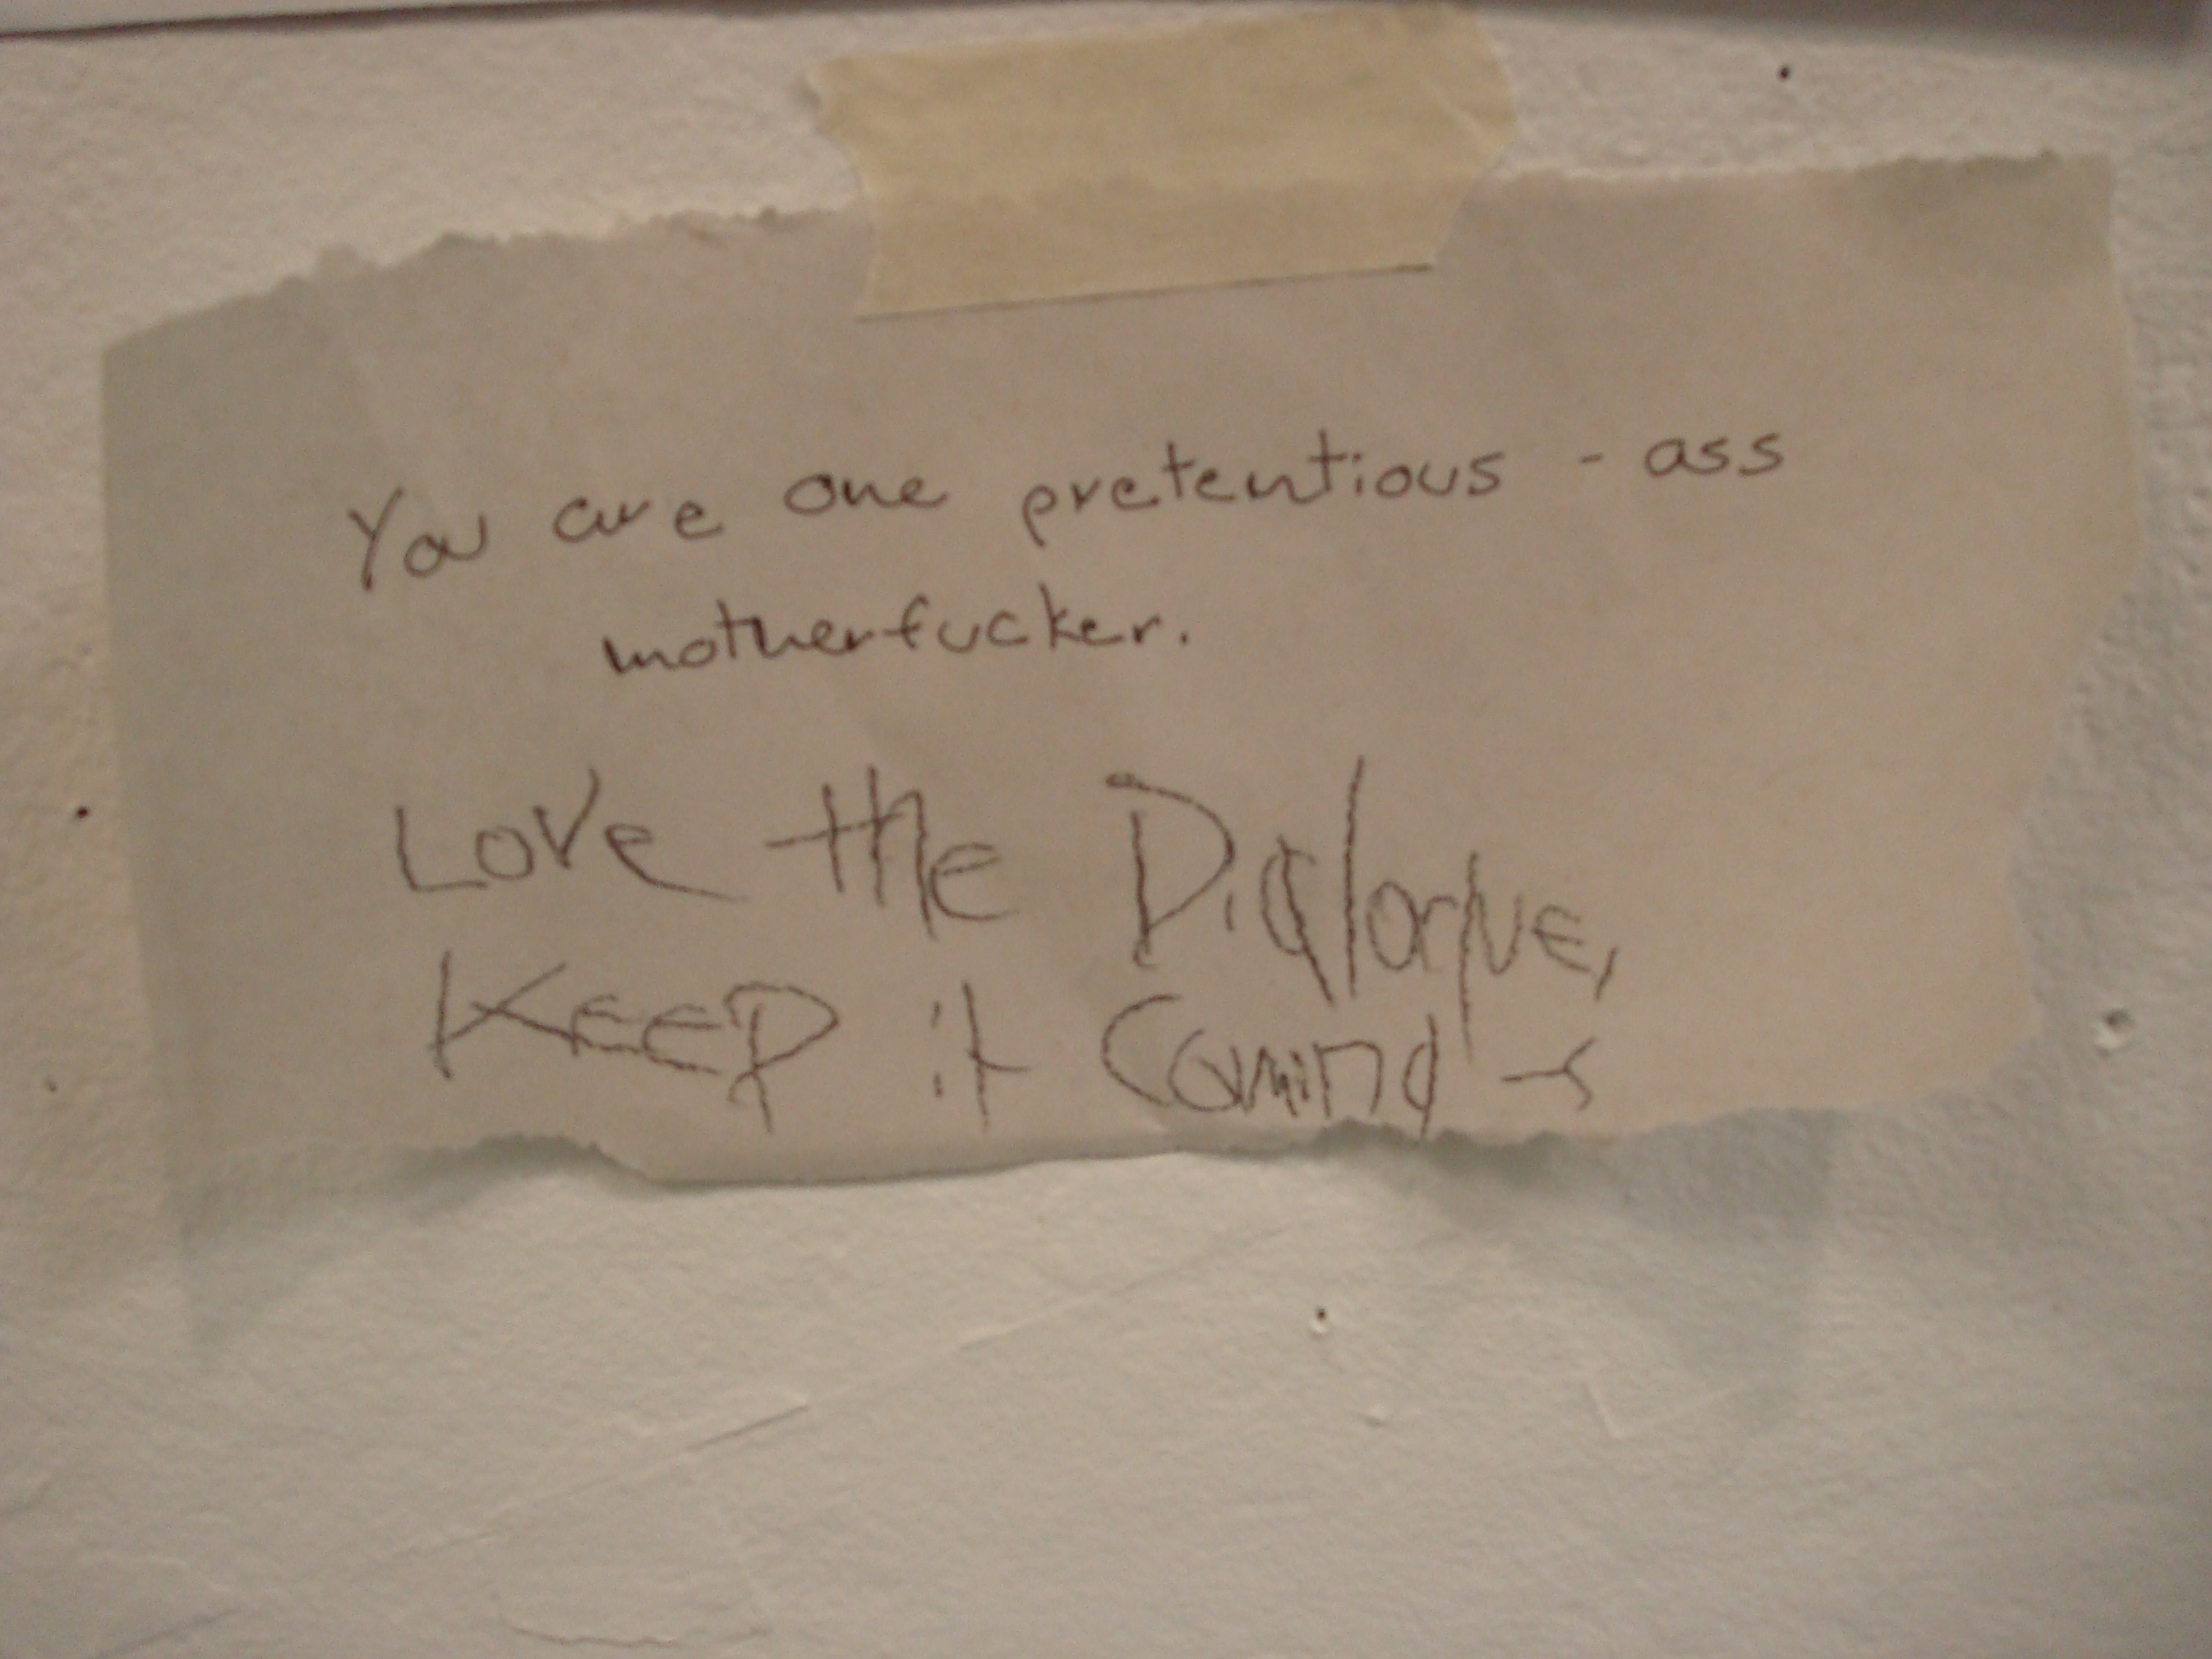 You are one pretentious - ass
motherfucker.
Love the Dialogue,
Keep it Coming